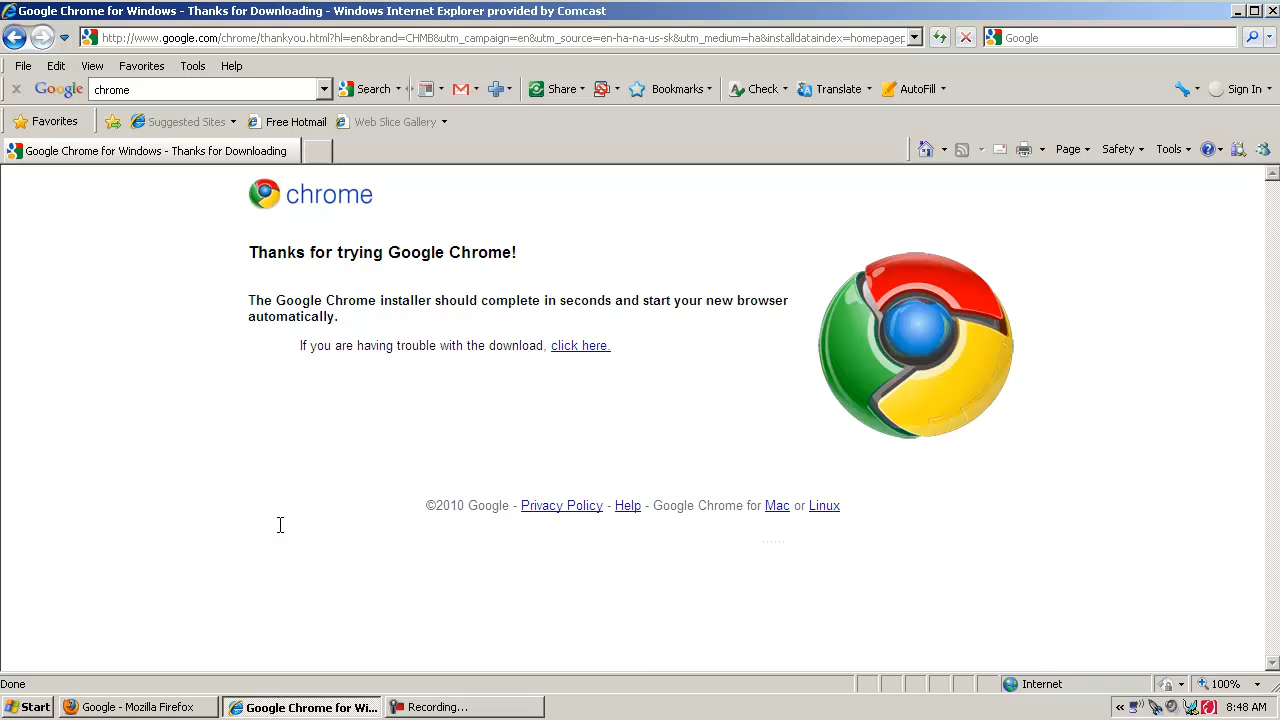 Google Chrome for Windows - Thanks for Downloading - Windows Internet Explorer provided by Comcast
http://www.google.com/chrome/thankyou.html?hl=en&brand=CHMB&utm_campaign=en&utm_source=en-ha-na-us-sk&utm_medium=ha&installdataindex=homepagep
Google
File Edit View Favorites Tools Help
Google chrome Search Share Bookmarks Check Translate AutoFill Sign In
Favorites Suggested Sites Free Hotmail Web Slice Gallery
Google Chrome for Windows - Thanks for Downloading
Page Safety Tools
chrome
Thanks for trying Google Chrome!
The Google Chrome installer should complete in seconds and start your new browser
automatically.
If you are having trouble with the download, click here.
©2010 Google - Privacy Policy - Help - Google Chrome for Mac or Linux
Done Internet 100%
Start Google - Mozilla Firefox Google Chrome for Wi... Recording... 8:48 AM